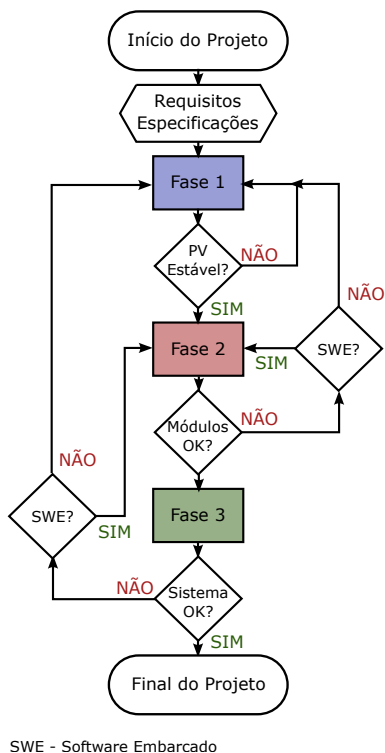 Início do Projeto
Requisitos
Especificações
Fase 1
PV
Estável?
NÃO
SIM
NÃO
Fase 2
SWE?
SIM
Módulos
OK?
NÃO
NÃO
Fase 3
SWE?
SIM
NÃO
Sistema
OK?
SIM
Final do Projeto
SWE - Software Embarcado